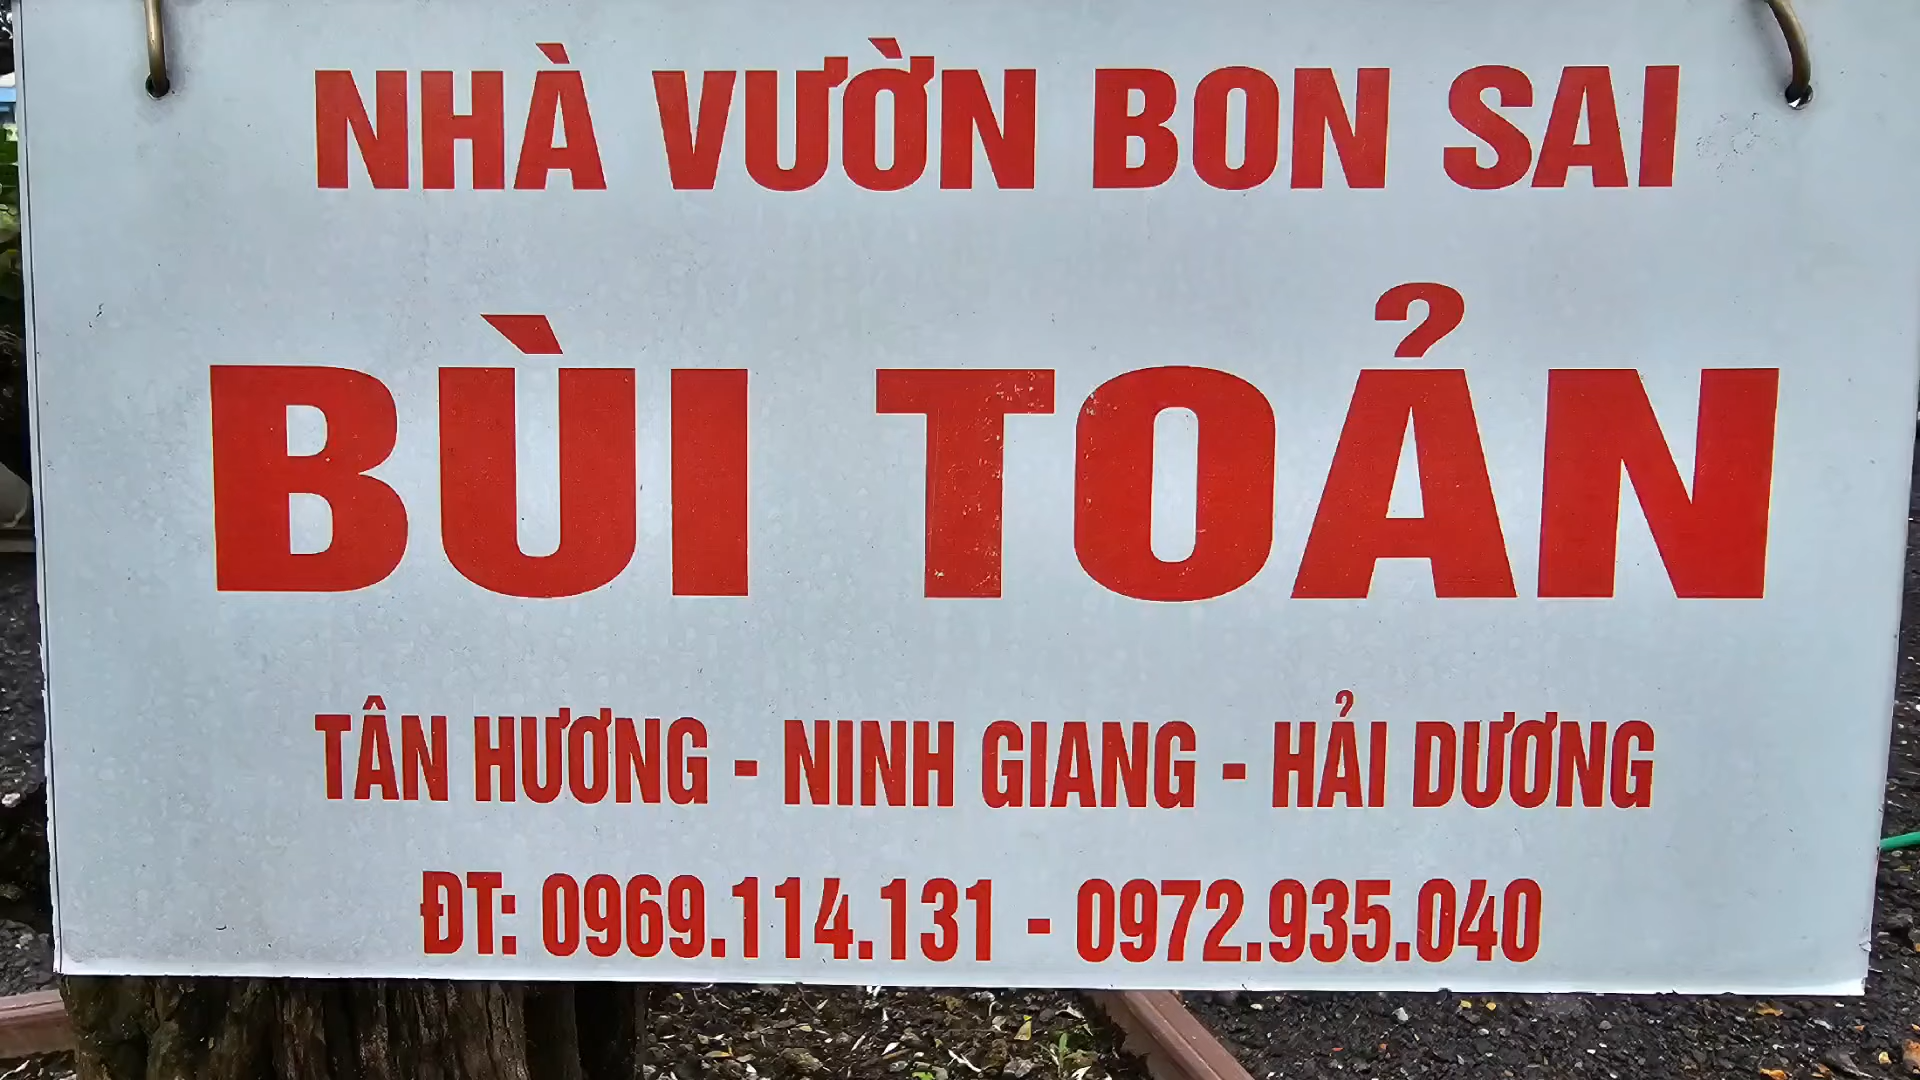 NHÀ VƯỜN BON SAI
BÙI TOẢN
TÂN HƯƠNG - NINH GIANG - HẢI DƯƠNG
ĐT: 0969.114.131 - 0972.935.040